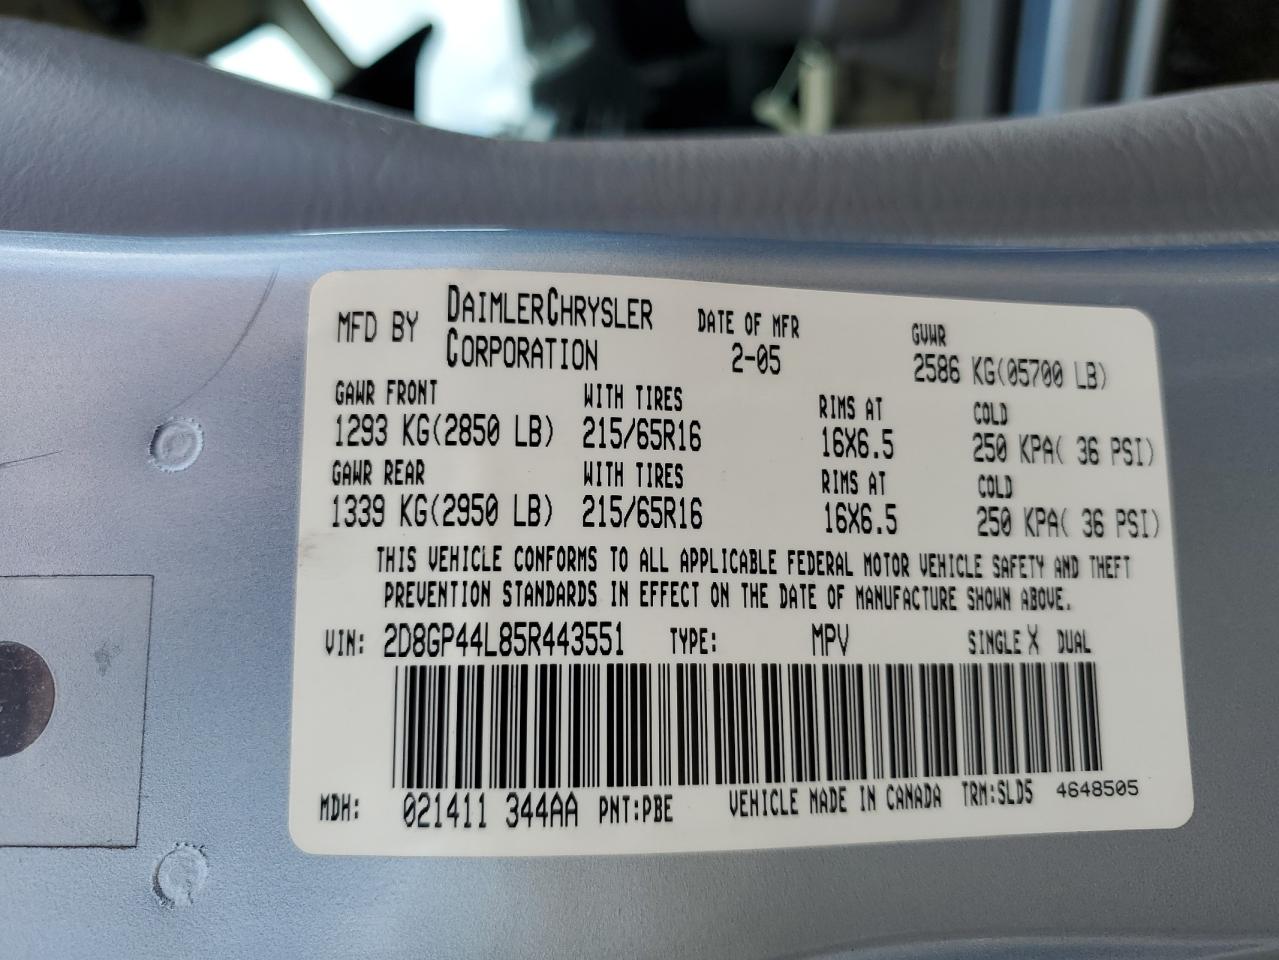 MFD BY DAIMLERCHRYSLER CORPORATION DATE OF MFR 2-05 GVWR 2586 KG(05700 LB)
GAWR FRONT WITH TIRES RIMS AT COLD
1293 KG(2850 LB) 215/65R16 16X6.5 250 KPA( 36 PSI)
GAWR REAR WITH TIRES RIMS AT COLD
1339 KG(2950 LB) 215/65R16 16X6.5 250 KPA( 36 PSI)
THIS VEHICLE CONFORMS TO ALL APPLICABLE FEDERAL MOTOR VEHICLE SAFETY AND THEFT
PREVENTION STANDARDS IN EFFECT ON THE DATE OF MANUFACTURE SHOWN ABOVE.
VIN: 2D8GP44L85R443551 TYPE: MPV SINGLE X DUAL
MDH: 021411 344AA PNT:PBE VEHICLE MADE IN CANADA TRM:SLD5 4648505